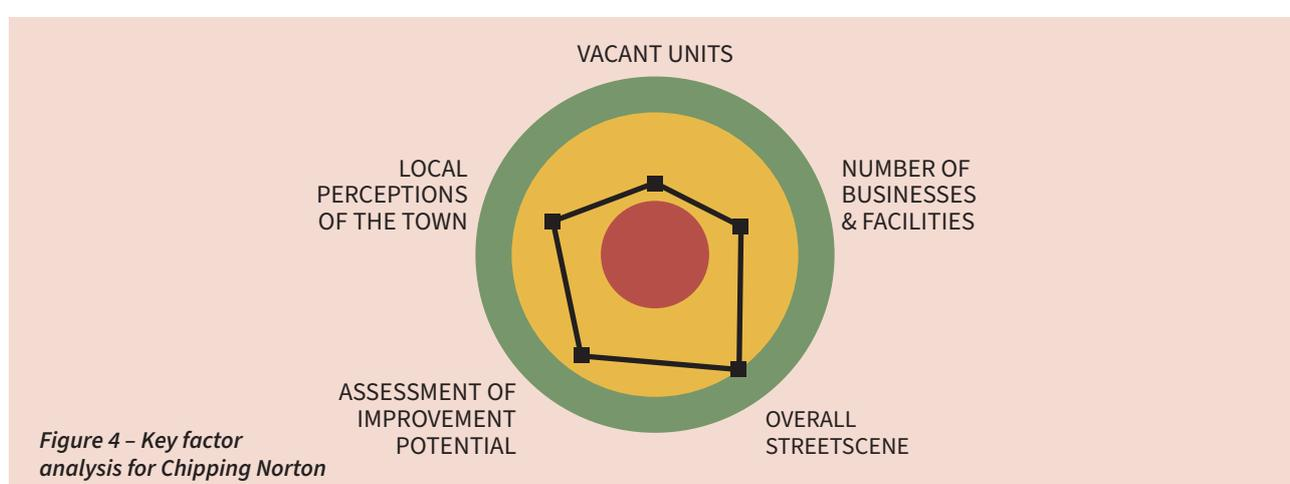 VACANT UNITS
LOCAL
PERCEPTIONS
OF THE TOWN
NUMBER OF
BUSINESSES
& FACILITIES
ASSESSMENT OF
IMPROVEMENT
POTENTIAL
OVERALL
STREETSCENE
Figure 4 – Key factor
analysis for Chipping Norton